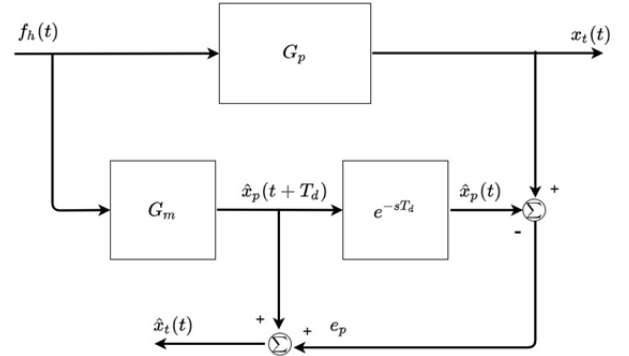 f_h(t)
G_p
x_t(t)
G_m
x̂_p(t + T_d)
e^{-sT_d}
x̂_p(t)
+
Σ
-
x̂_t(t)
+
+
e_p
Σ